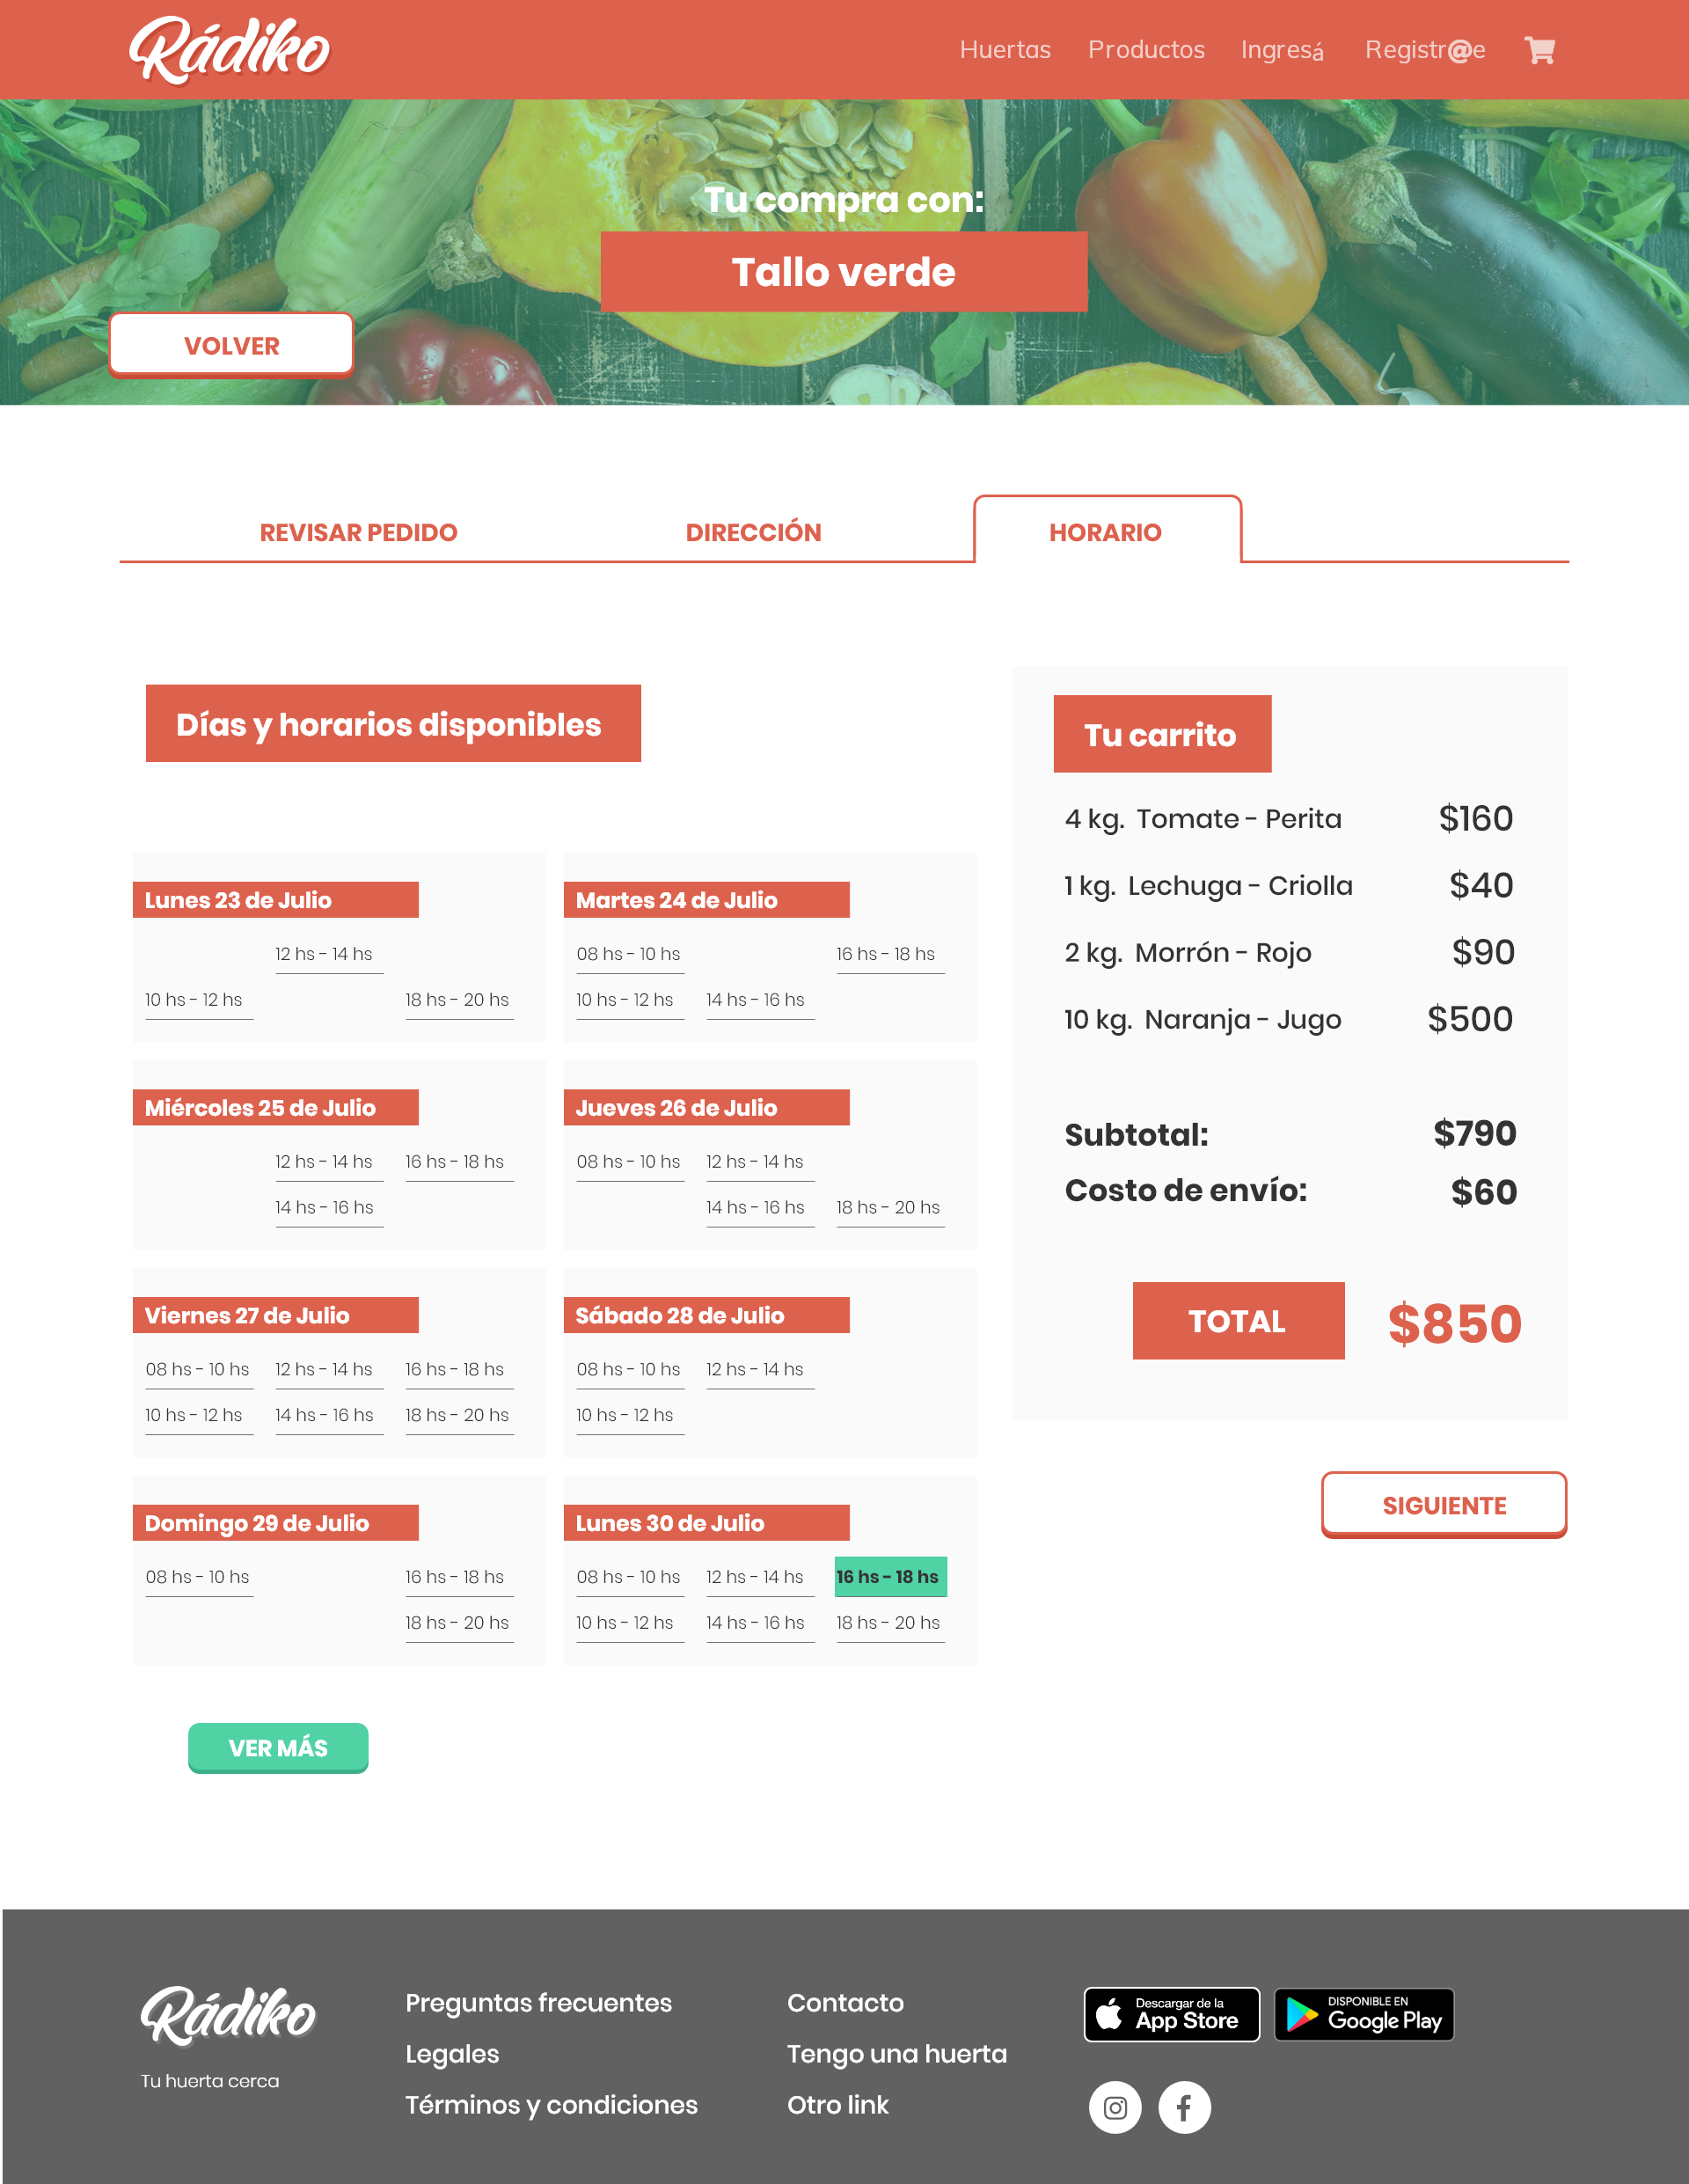 Rádiko
Huertas Productos Ingresá Registr@e
Tu compra con:
Tallo verde
VOLVER
REVISAR PEDIDO DIRECCIÓN HORARIO
Días y horarios disponibles
Lunes 23 de Julio
12 hs - 14 hs
10 hs - 12 hs 18 hs - 20 hs
Martes 24 de Julio
08 hs - 10 hs 16 hs - 18 hs
10 hs - 12 hs 14 hs - 16 hs
Miércoles 25 de Julio
12 hs - 14 hs 16 hs - 18 hs
14 hs - 16 hs
Jueves 26 de Julio
08 hs - 10 hs 12 hs - 14 hs
14 hs - 16 hs 18 hs - 20 hs
Viernes 27 de Julio
08 hs - 10 hs 12 hs - 14 hs 16 hs - 18 hs
10 hs - 12 hs 14 hs - 16 hs 18 hs - 20 hs
Sábado 28 de Julio
08 hs - 10 hs 12 hs - 14 hs
10 hs - 12 hs
Domingo 29 de Julio
08 hs - 10 hs 16 hs - 18 hs
18 hs - 20 hs
Lunes 30 de Julio
08 hs - 10 hs 12 hs - 14 hs 16 hs - 18 hs
10 hs - 12 hs 14 hs - 16 hs 18 hs - 20 hs
VER MÁS
Tu carrito
4 kg. Tomate - Perita $160
1 kg. Lechuga - Criolla $40
2 kg. Morrón - Rojo $90
10 kg. Naranja - Jugo $500
Subtotal: $790
Costo de envío: $60
TOTAL $850
SIGUIENTE
Rádiko
Tu huerta cerca
Preguntas frecuentes
Legales
Términos y condiciones
Contacto
Tengo una huerta
Otro link
Descargar de la
App Store
DISPONIBLE EN
Google Play